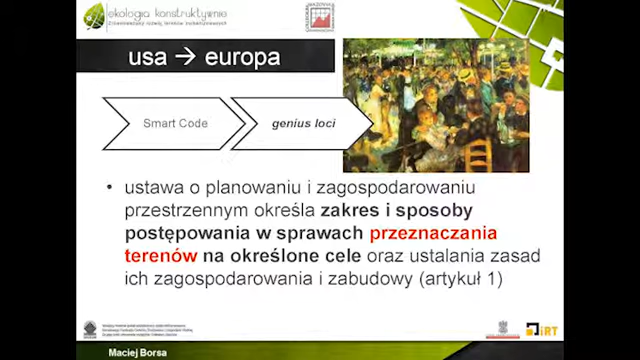 ekologia konstruktywnie
usa → europa
Smart Code
genius loci
• ustawa o planowaniu i zagospodarowaniu
przestrzennym określa zakres i sposoby
postępowania w sprawach przeznaczania
terenów na określone cele oraz ustalania zasad
ich zagospodarowania i zabudowy (artykuł 1)
iRT
Maciej Borsa